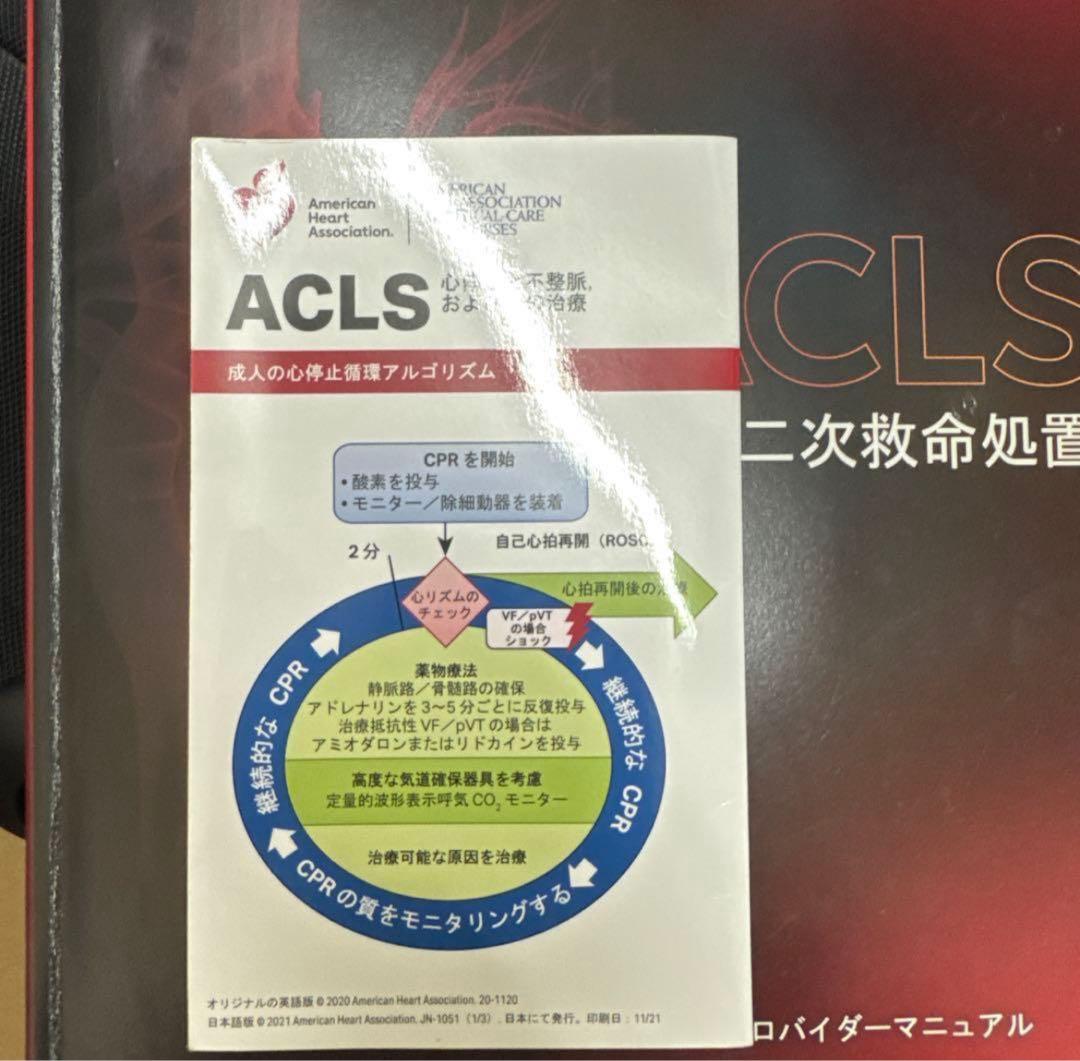 American
Heart
Association.
ASSOCIATION
CARE
ACLS
不整脈,
およ 治療
成人の心停止循環アルゴリズム
CPR を開始
• 酸素を投与
• モニター／除細動器を装着
2 分
自己心拍再開
心拍再開後の
心リズムの
チェック
VF／pVT
の場合
ショック
薬物療法
静脈路／骨髄路の確保
アドレナリンを 3〜5 分ごとに反復投与
治療抵抗性 VF／pVT の場合は
アミオダロンまたはリドカインを投与
高度な気道確保器具を考慮
定量的波形表示呼気 CO₂ モニター
治療可能な原因を治療
継続的な CPR
継続的な CPR
CPR の質をモニタリングする
オリジナルの英語版 © 2020 American Heart Association. 20-1120
日本語版 © 2021 American Heart Association. JN-1051（1/3）. 日本にて発行。印刷日：11/21
CLS
二次救命処置
ロバイダーマニュアル